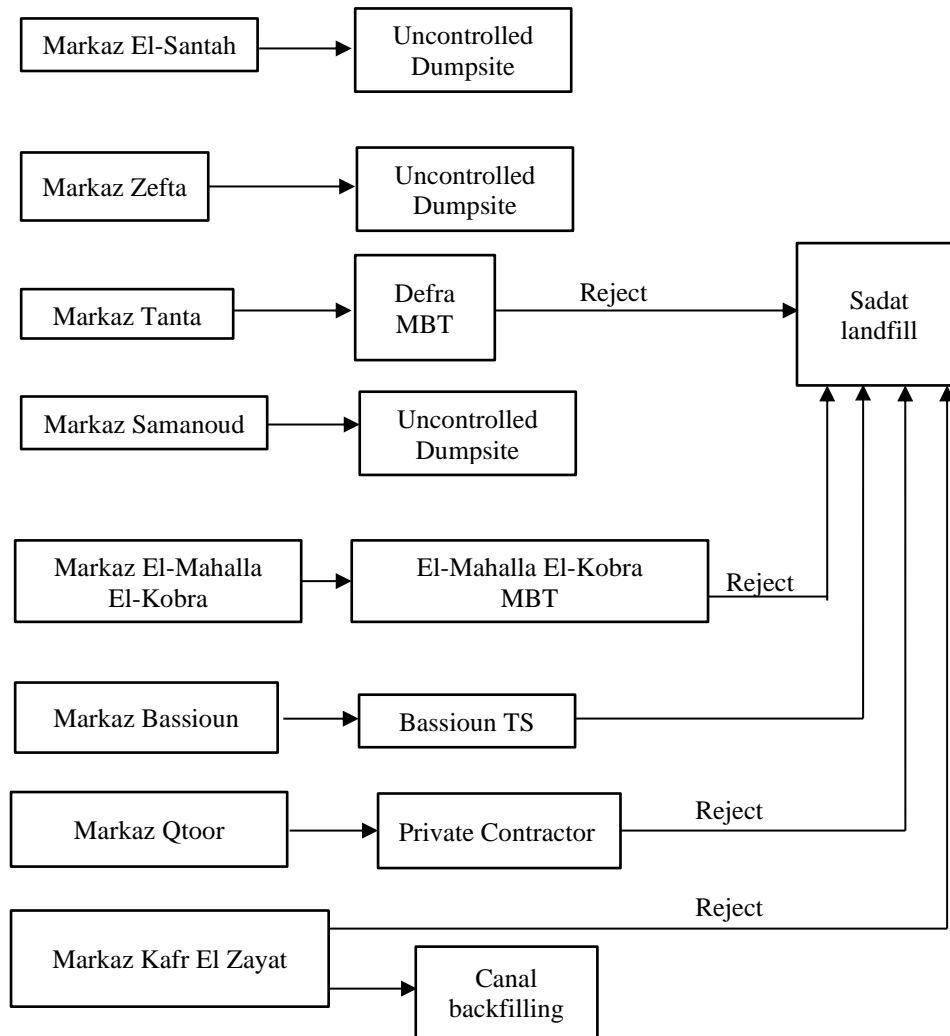 Markaz El-Santah
Uncontrolled
Dumpsite
Markaz Zefta
Uncontrolled
Dumpsite
Markaz Tanta
Defra
MBT
Reject
Sadat
landfill
Markaz Samanoud
Uncontrolled
Dumpsite
Markaz El-Mahalla
El-Kobra
El-Mahalla El-Kobra
MBT
Reject
Markaz Bassioun
Bassioun TS
Markaz Qtoor
Private Contractor
Reject
Markaz Kafr El Zayat
Reject
Canal
backfilling